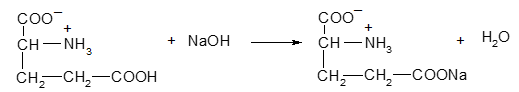 COO⁻ COO⁻
CH—NH₃⁺ + NaOH → CH—NH₃⁺ + H₂O
CH₂—CH₂—COOH CH₂—CH₂—COONa